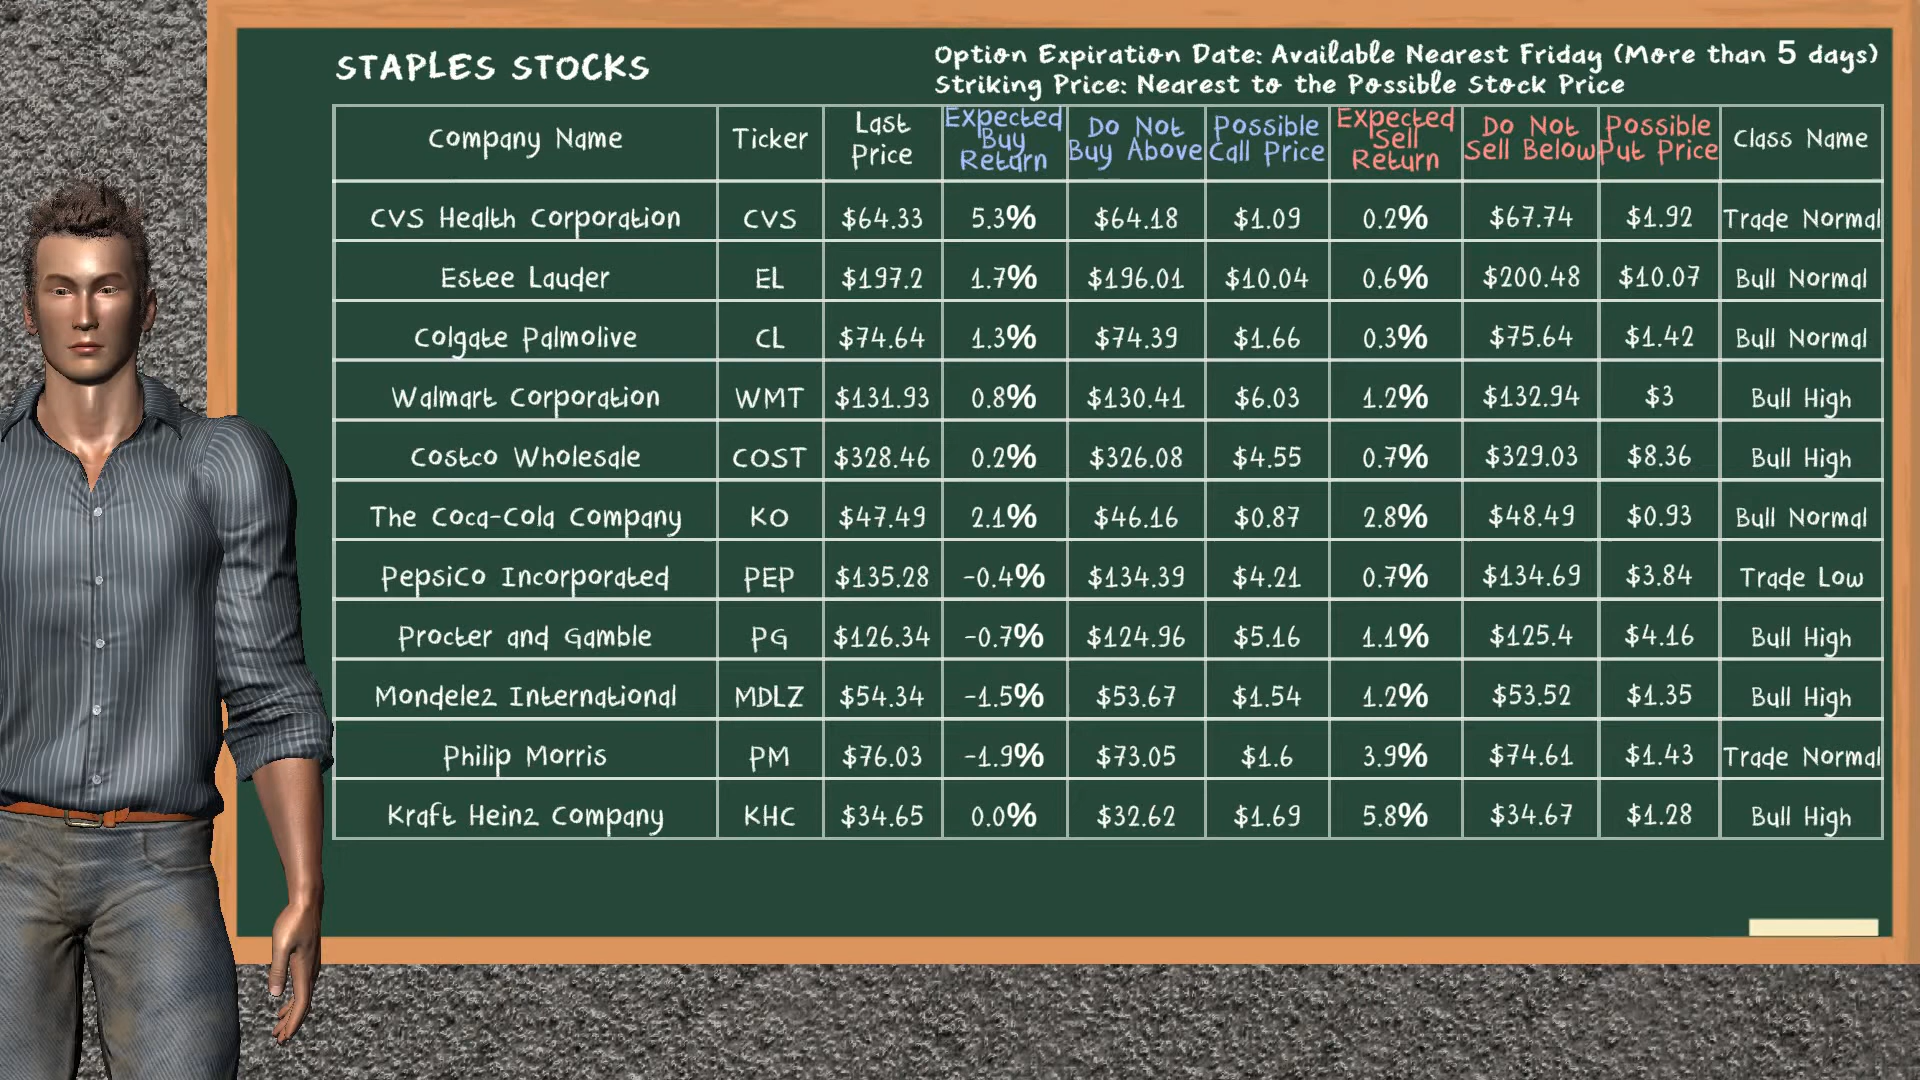 STAPLES STOCKS
Option Expiration Date: Available Nearest Friday (More than 5 days)
Striking Price: Nearest to the Possible Stock Price
Company Name Ticker Last Price Expected Buy Return Do Not Buy Above Possible Call Price Expected Sell Return Do Not Sell Below Possible Put Price Class Name
CVS Health Corporation CVS $64.33 5.3% $64.18 $1.09 0.2% $67.74 $1.92 Trade Normal
Estee Lauder EL $197.2 1.7% $196.01 $10.04 0.6% $200.48 $10.07 Bull Normal
Colgate Palmolive CL $74.64 1.3% $74.39 $1.66 0.3% $75.64 $1.42 Bull Normal
Walmart Corporation WMT $131.93 0.8% $130.41 $6.03 1.2% $132.94 $3 Bull High
Costco Wholesale COST $328.46 0.2% $326.08 $4.55 0.7% $329.03 $8.36 Bull High
The Coca-Cola Company KO $47.49 2.1% $46.16 $0.87 2.8% $48.49 $0.93 Bull Normal
PepsiCo Incorporated PEP $135.28 -0.4% $134.39 $4.21 0.7% $134.69 $3.84 Trade Low
Procter and Gamble PG $126.34 -0.7% $124.96 $5.16 1.1% $125.4 $4.16 Bull High
Mondelez International MDLZ $54.34 -1.5% $53.67 $1.54 1.2% $53.52 $1.35 Bull High
Philip Morris PM $76.03 -1.9% $73.05 $1.6 3.9% $74.61 $1.43 Trade Normal
Kraft Heinz Company KHC $34.65 0.0% $32.62 $1.69 5.8% $34.67 $1.28 Bull High